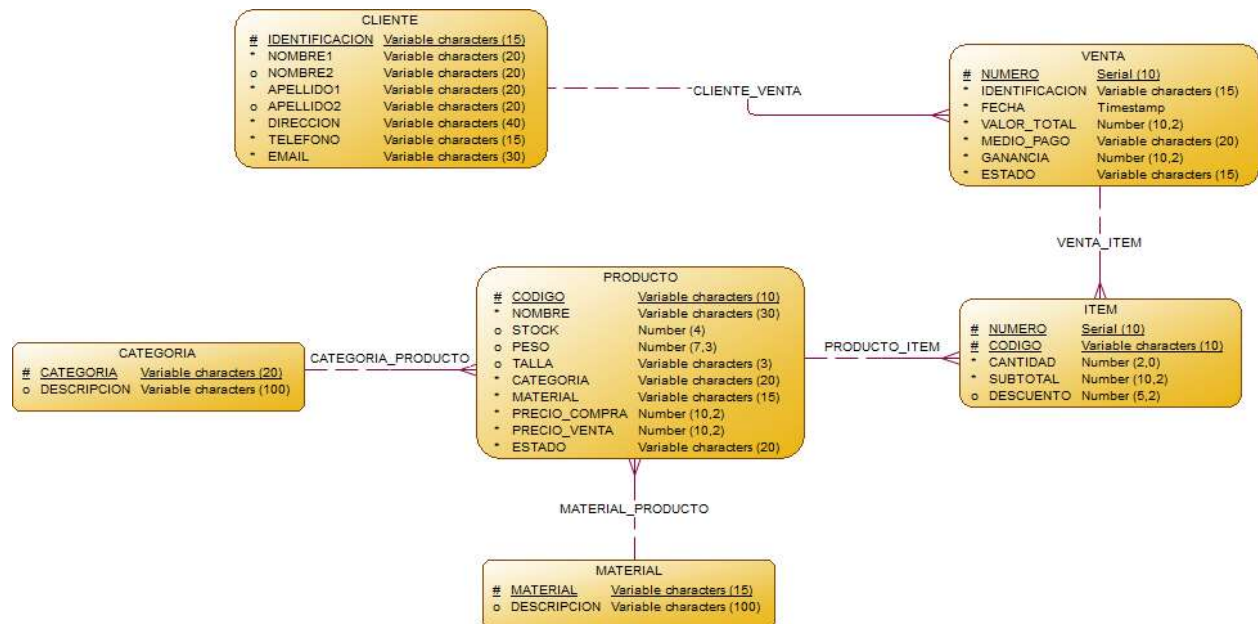 CLIENTE
# IDENTIFICACION Variable characters (15)
* NOMBRE1 Variable characters (20)
o NOMBRE2 Variable characters (20)
* APELLIDO1 Variable characters (20)
o APELLIDO2 Variable characters (20)
* DIRECCION Variable characters (40)
* TELEFONO Variable characters (15)
* EMAIL Variable characters (30)
CLIENTE_VENTA
VENTA
# NUMERO Serial (10)
* IDENTIFICACION Variable characters (15)
* FECHA Timestamp
* VALOR_TOTAL Number (10,2)
* MEDIO_PAGO Variable characters (20)
* GANANCIA Number (10,2)
* ESTADO Variable characters (15)
VENTA_ITEM
CATEGORIA
# CATEGORIA Variable characters (20)
o DESCRIPCION Variable characters (100)
CATEGORIA_PRODUCTO
PRODUCTO
# CODIGO Variable characters (10)
* NOMBRE Variable characters (30)
o STOCK Number (4)
o PESO Number (7,3)
o TALLA Variable characters (3)
* CATEGORIA Variable characters (20)
* MATERIAL Variable characters (15)
* PRECIO_COMPRA Number (10,2)
* PRECIO_VENTA Number (10,2)
* ESTADO Variable characters (20)
PRODUCTO_ITEM
ITEM
# NUMERO Serial (10)
# CODIGO Variable characters (10)
* CANTIDAD Number (2,0)
* SUBTOTAL Number (10,2)
o DESCUENTO Number (5,2)
MATERIAL_PRODUCTO
MATERIAL
# MATERIAL Variable characters (15)
o DESCRIPCION Variable characters (100)